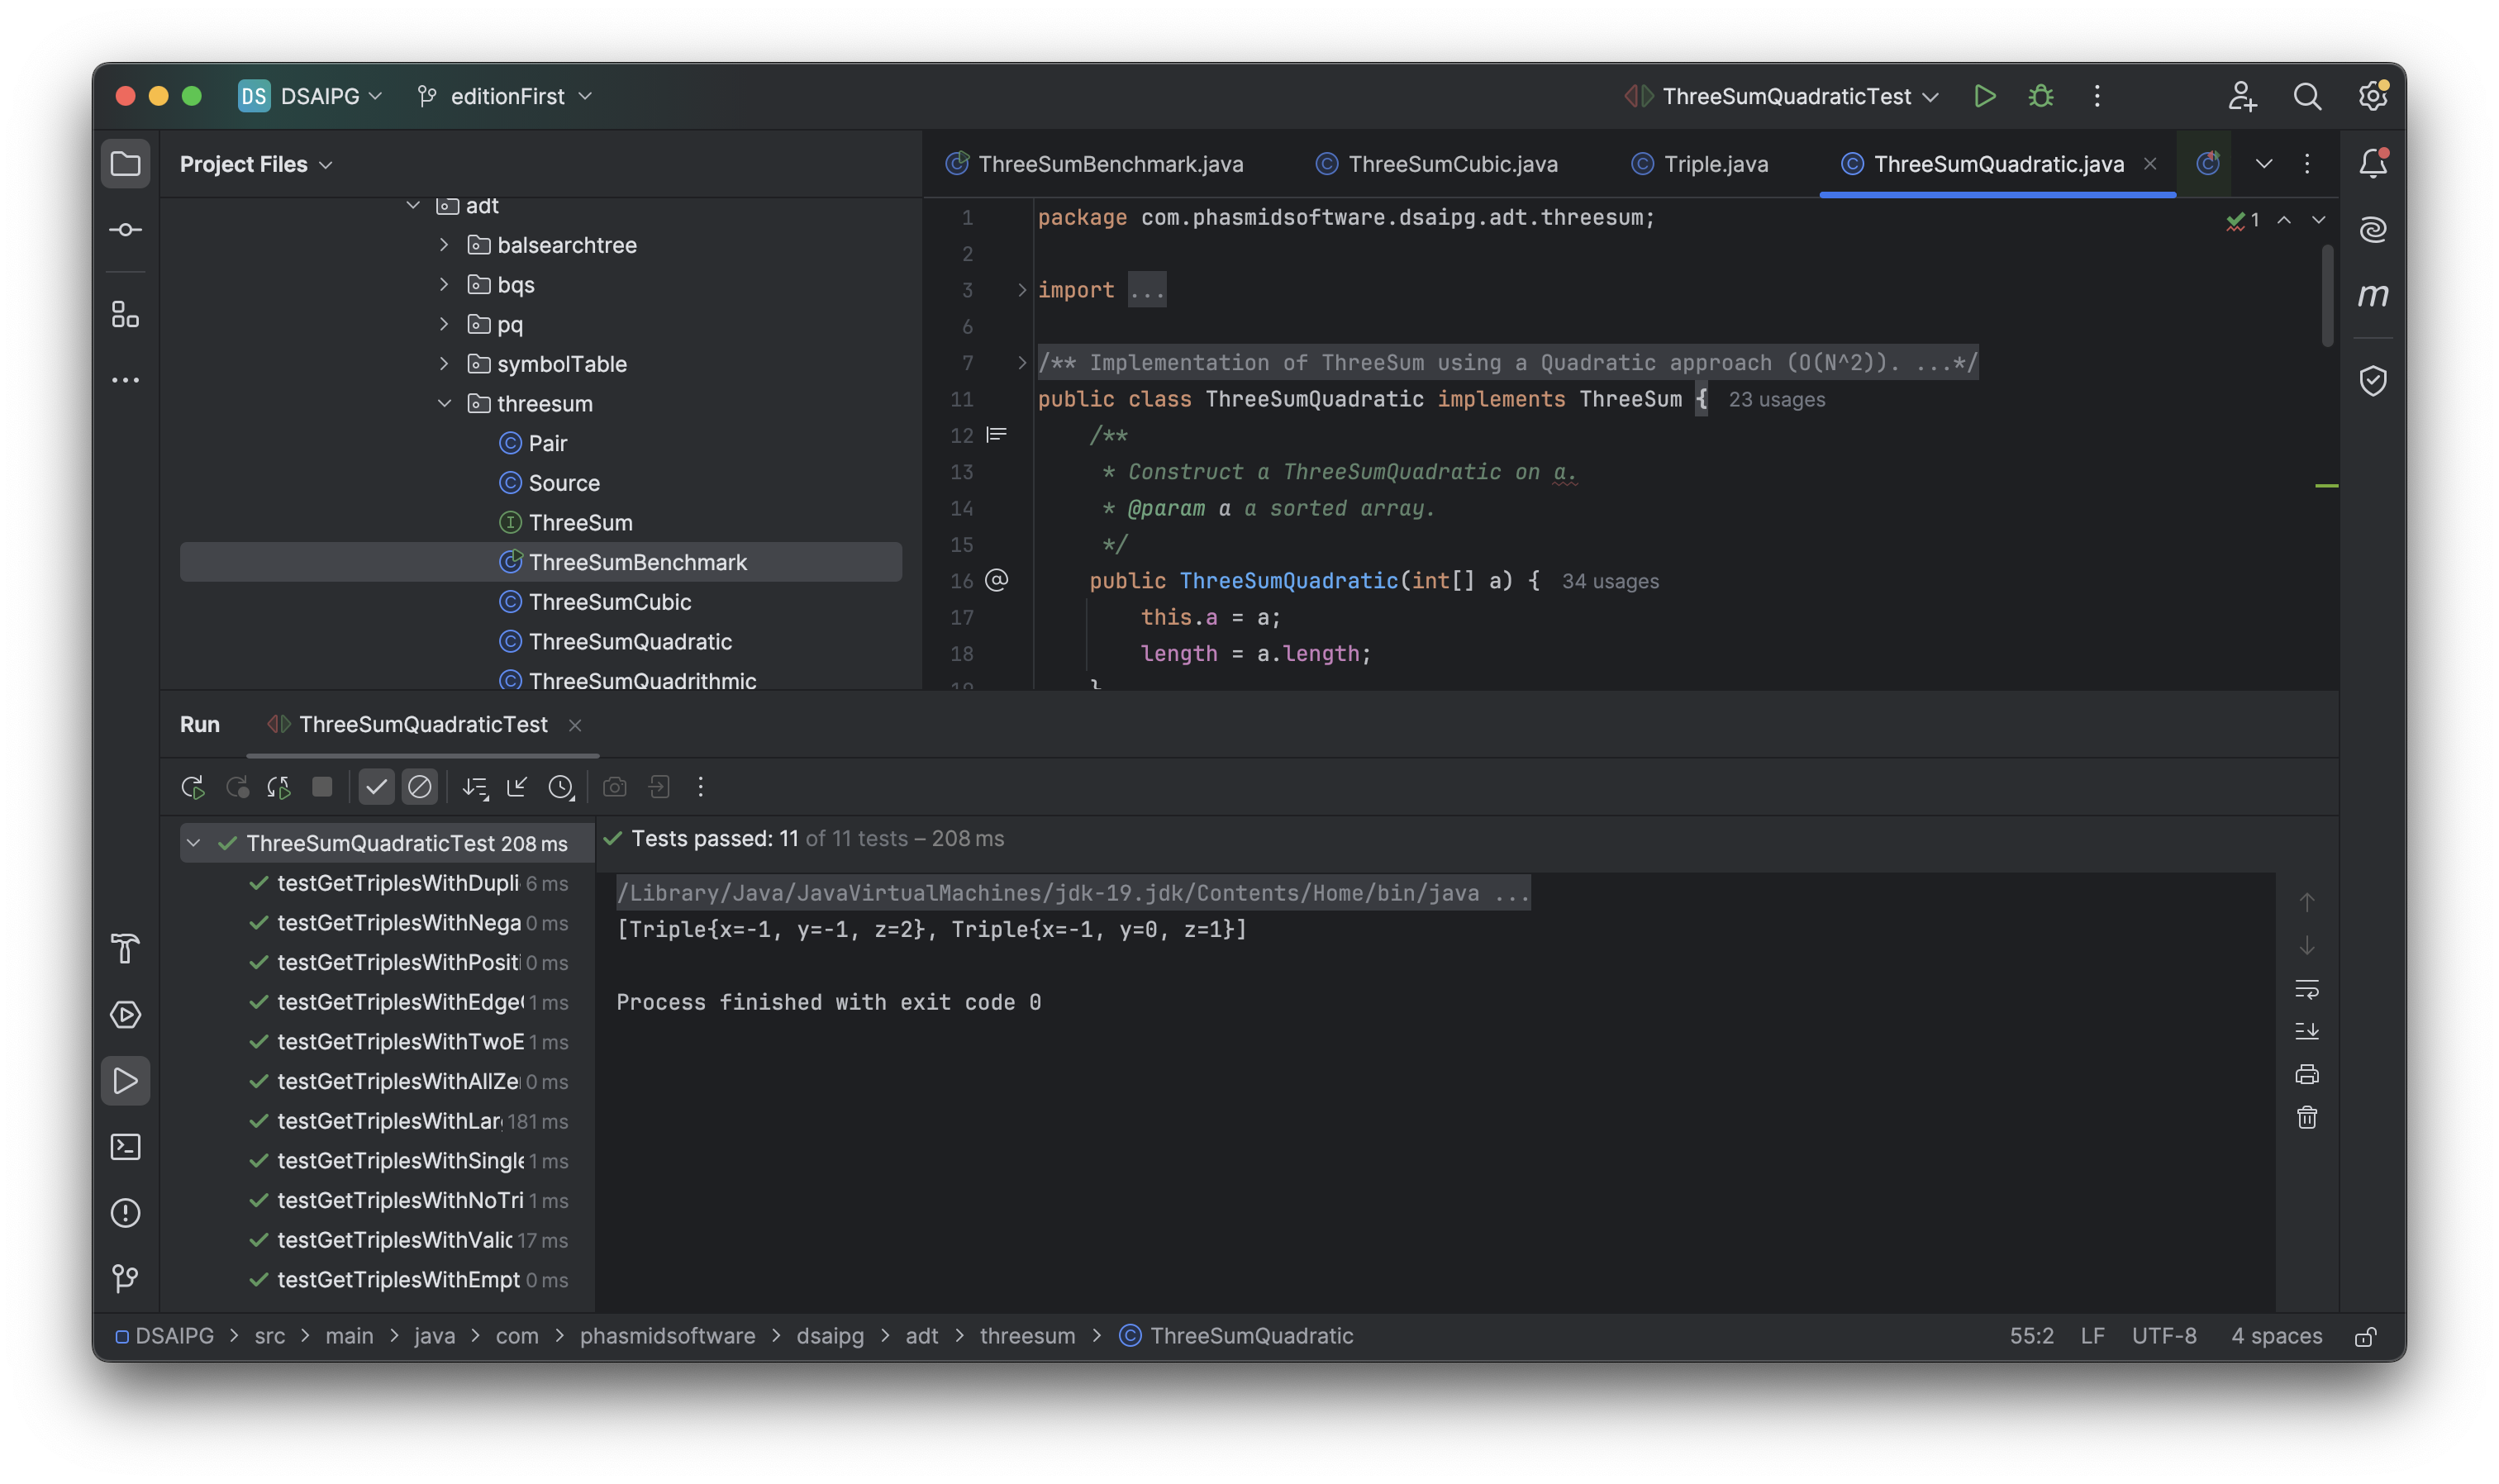 DS DSAIPG editionFirst ThreeSumQuadraticTest
Project Files
adt
balsearchtree
bqs
pq
symbolTable
threesum
Pair
Source
ThreeSum
ThreeSumBenchmark
ThreeSumCubic
ThreeSumQuadratic
ThreeSumQuadrithmic
ThreeSumBenchmark.java ThreeSumCubic.java Triple.java ThreeSumQuadratic.java
1 package com.phasmidsoftware.dsaipg.adt.threesum;
1
2
3 import ...
6
7 /** Implementation of ThreeSum using a Quadratic approach (O(N^2)). ...*/
11 public class ThreeSumQuadratic implements ThreeSum { 23 usages
12 /**
13 * Construct a ThreeSumQuadratic on a.
14 * @param a a sorted array.
15 */
16 public ThreeSumQuadratic(int[] a) { 34 usages
17 this.a = a;
18 length = a.length;
19 }
m
Run ThreeSumQuadraticTest
ThreeSumQuadraticTest 208 ms
testGetTriplesWithDupli 6 ms
testGetTriplesWithNega 0 ms
testGetTriplesWithPositi 0 ms
testGetTriplesWithEdge 1 ms
testGetTriplesWithTwoE 1 ms
testGetTriplesWithAllZe 0 ms
testGetTriplesWithLar 181 ms
testGetTriplesWithSingle 1 ms
testGetTriplesWithNoTri 1 ms
testGetTriplesWithValid 17 ms
testGetTriplesWithEmpt 0 ms
Tests passed: 11 of 11 tests – 208 ms
/Library/Java/JavaVirtualMachines/jdk-19.jdk/Contents/Home/bin/java ...
[Triple{x=-1, y=-1, z=2}, Triple{x=-1, y=0, z=1}]
Process finished with exit code 0
DSAIPG > src > main > java > com > phasmidsoftware > dsaipg > adt > threesum > ThreeSumQuadratic
55:2 LF UTF-8 4 spaces